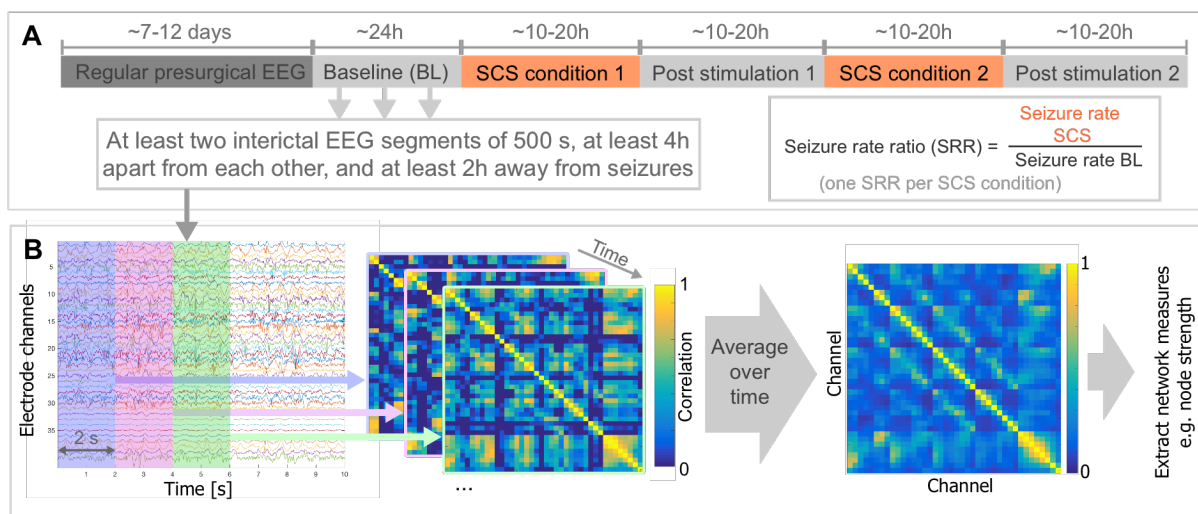 A
~7-12 days
~24h
~10-20h
~10-20h
~10-20h
~10-20h
Regular presurgical EEG
Baseline (BL)
SCS condition 1
Post stimulation 1
SCS condition 2
Post stimulation 2
At least two interictal EEG segments of 500 s, at least 4h
apart from each other, and at least 2h away from seizures
Seizure rate
SCS
Seizure rate ratio (SRR) =
Seizure rate BL
(one SRR per SCS condition)
B
Electrode channels
5
10
15
20
25
30
35
2 s
1
2
3
4
5
6
7
8
9
10
Time [s]
Time
...
1
Correlation
0
Average
over
time
Channel
Channel
1
0
Extract network measures
e.g. node strength